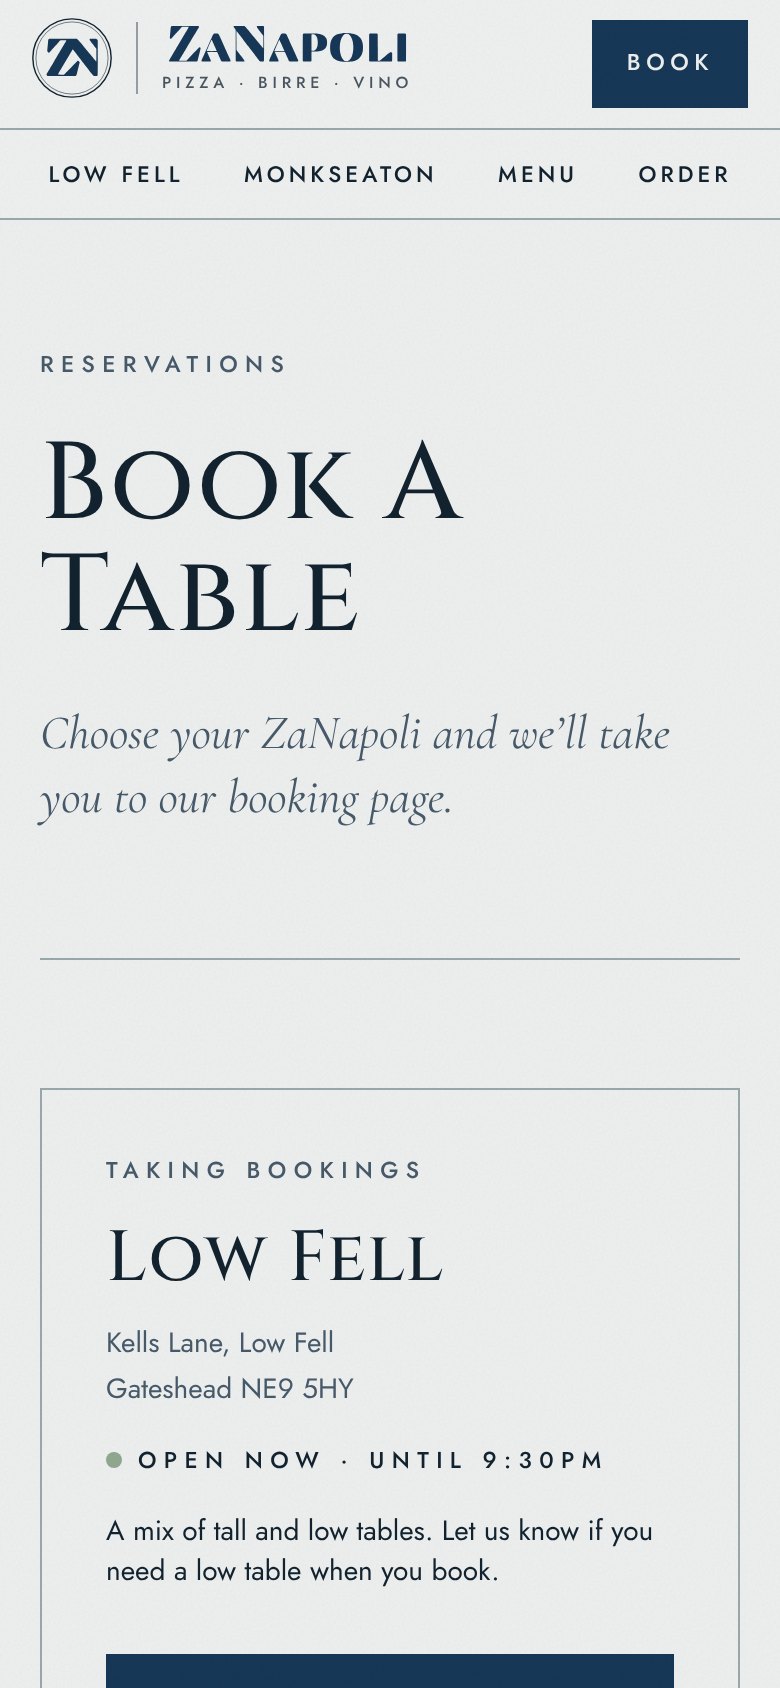 ZN
ZANAPOLI
PIZZA · BIRRE · VINO
BOOK
LOW FELL MONKSEATON MENU ORDER
RESERVATIONS
BOOK A
TABLE
Choose your ZaNapoli and we’ll take
you to our booking page.
TAKING BOOKINGS
LOW FELL
Kells Lane, Low Fell
Gateshead NE9 5HY
OPEN NOW · UNTIL 9:30PM
A mix of tall and low tables. Let us know if you
need a low table when you book.